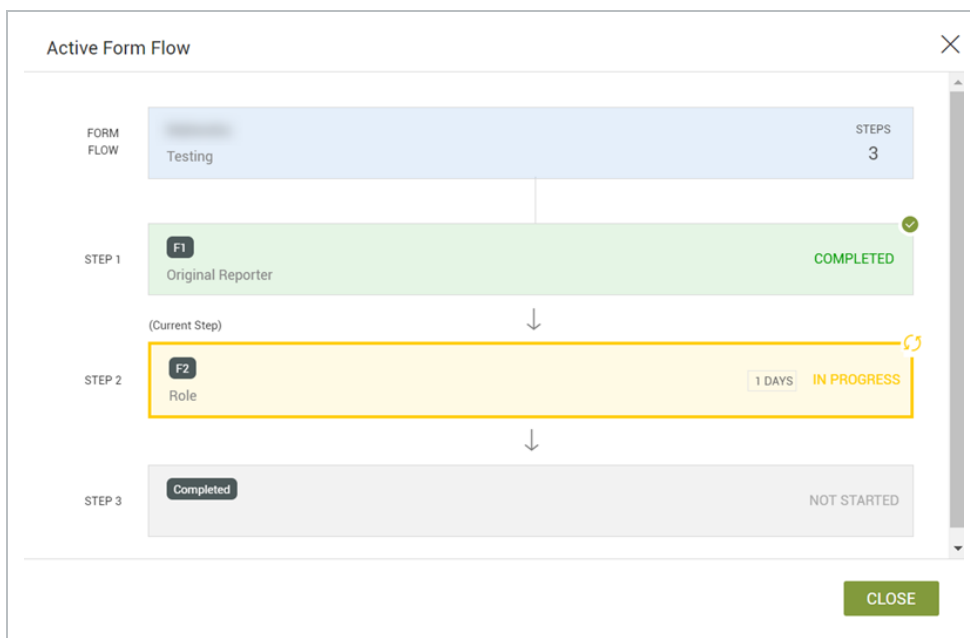 Active Form Flow
FORM
FLOW
Testing
STEPS
3
STEP 1
F1
Original Reporter
COMPLETED
(Current Step)
STEP 2
F2
Role
1 DAYS
IN PROGRESS
STEP 3
Completed
NOT STARTED
CLOSE